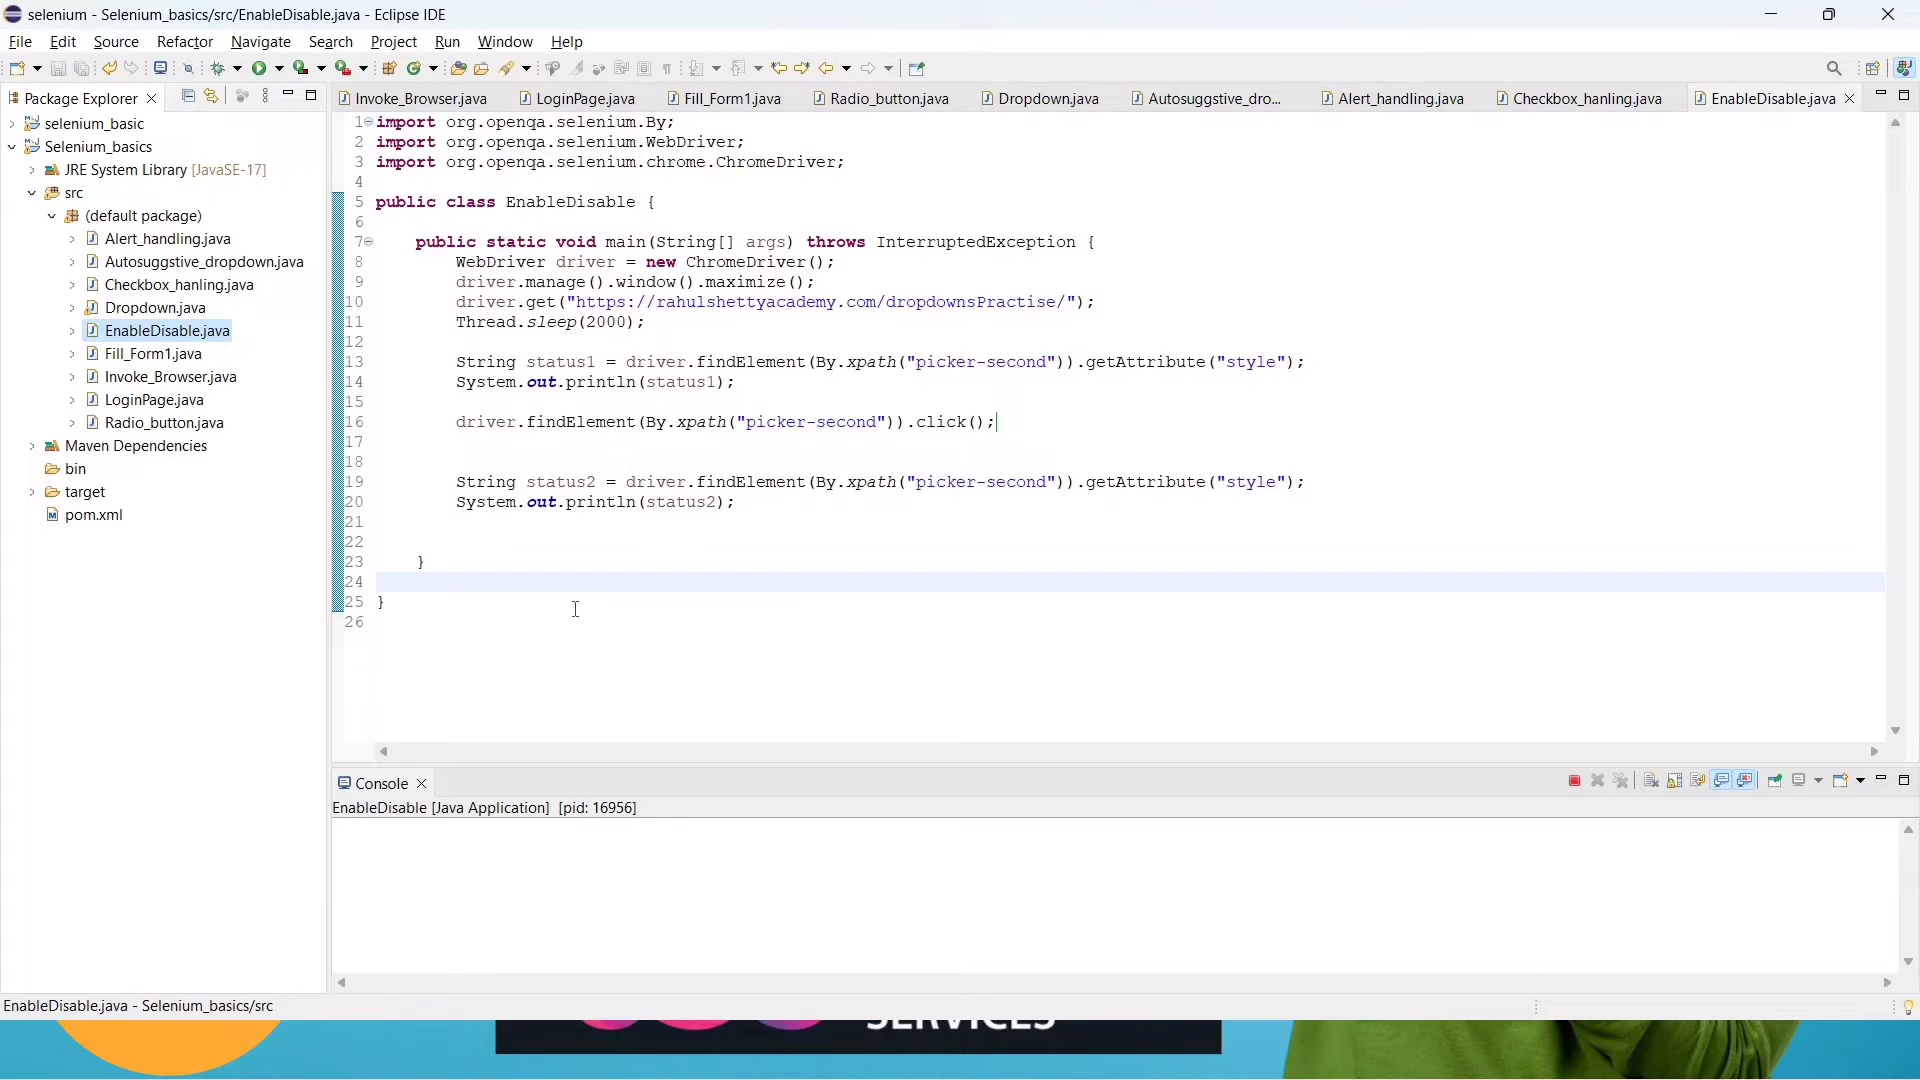 selenium - Selenium_basics/src/EnableDisable.java - Eclipse IDE
File Edit Source Refactor Navigate Search Project Run Window Help
Package Explorer
selenium_basic
Selenium_basics
JRE System Library [JavaSE-17]
src
(default package)
Alert_handling.java
Autosuggstive_dropdown.java
Checkbox_hanling.java
Dropdown.java
EnableDisable.java
Fill_Form1.java
Invoke_Browser.java
LoginPage.java
Radio_button.java
Maven Dependencies
bin
target
pom.xml
Invoke_Browser.java LoginPage.java Fill_Form1.java Radio_button.java Dropdown.java Autosuggstive_dro... Alert_handling.java Checkbox_hanling.java EnableDisable.java
1 import org.openqa.selenium.By;
2 import org.openqa.selenium.WebDriver;
3 import org.openqa.selenium.chrome.ChromeDriver;
4
5 public class EnableDisable {
6
7 public static void main(String[] args) throws InterruptedException {
8 WebDriver driver = new ChromeDriver();
9 driver.manage().window().maximize();
10 driver.get("https://rahulshettyacademy.com/dropdownsPractise/");
11 Thread.sleep(2000);
12
13 String status1 = driver.findElement(By.xpath("picker-second")).getAttribute("style");
14 System.out.println(status1);
15
16 driver.findElement(By.xpath("picker-second")).click();
17
18
19 String status2 = driver.findElement(By.xpath("picker-second")).getAttribute("style");
20 System.out.println(status2);
21
22
23 }
24
25 }
26
Console
EnableDisable [Java Application] [pid: 16956]
EnableDisable.java - Selenium_basics/src
SERVICES